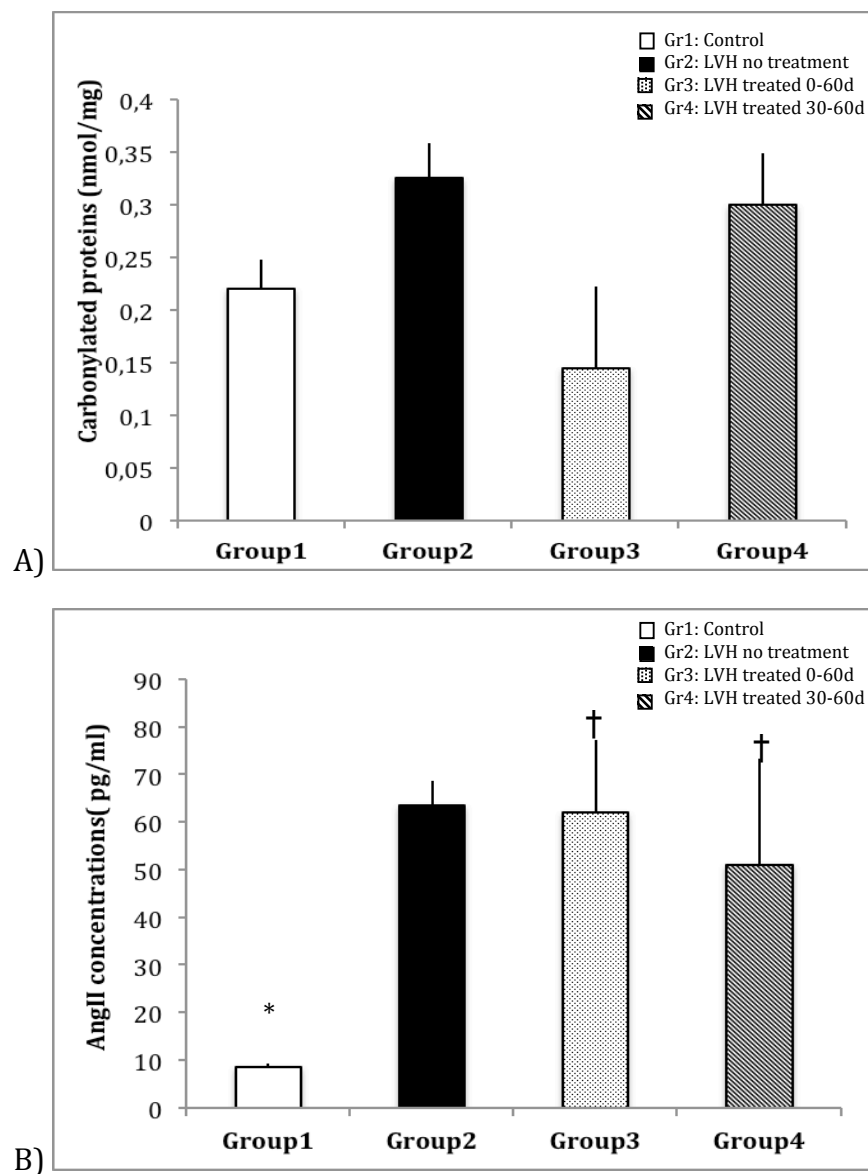 Gr1: Control
Gr2: LVH no treatment
Gr3: LVH treated 0-60d
Gr4: LVH treated 30-60d
Carbonylated proteins (nmol/mg)
0,4
0,35
0,3
0,25
0,2
0,15
0,1
0,05
0
Group1 Group2 Group3 Group4
A)
Gr1: Control
Gr2: LVH no treatment
Gr3: LVH treated 0-60d
Gr4: LVH treated 30-60d
AngII concentrations( pg/ml)
90
80
70
60
50
40
30
20
10
0
† †
*
Group1 Group2 Group3 Group4
B)